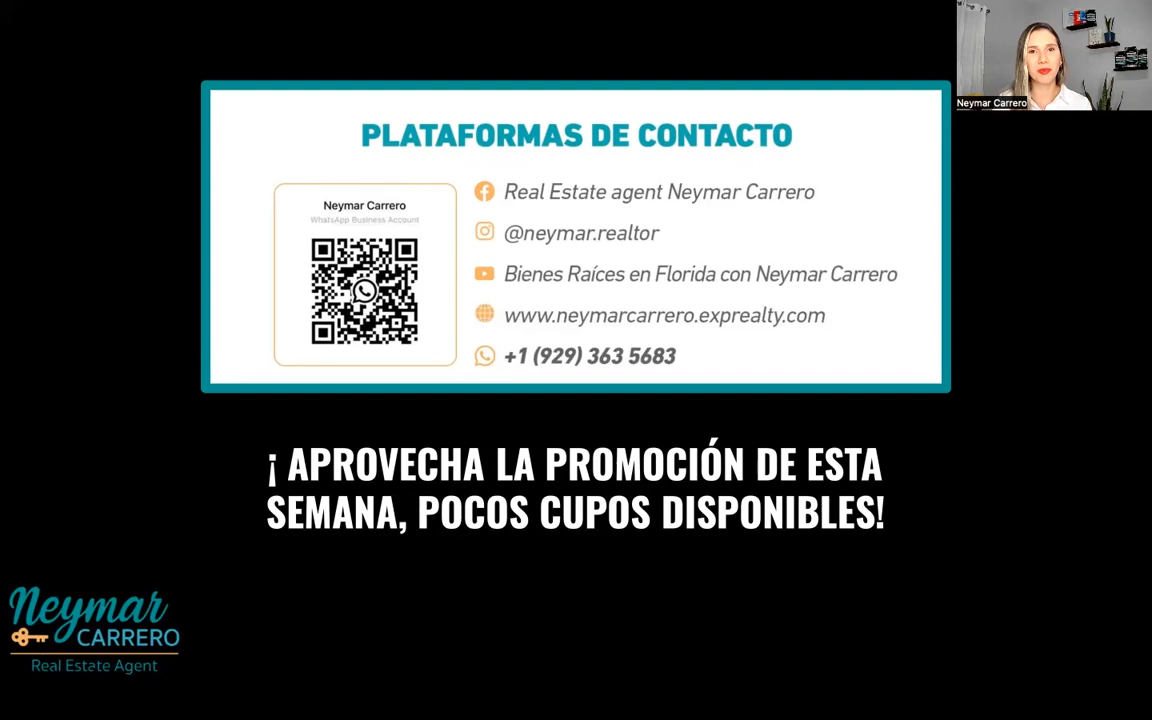 Neymar Carrero
PLATAFORMAS DE CONTACTO
Neymar Carrero
WhatsApp Business Account
Real Estate agent Neymar Carrero
@neymar.realtor
Bienes Raíces en Florida con Neymar Carrero
www.neymarcarrero.exprealty.com
+1 (929) 363 5683
¡ APROVECHA LA PROMOCIÓN DE ESTA
SEMANA, POCOS CUPOS DISPONIBLES!
Neymar
CARRERO
Real Estate Agent